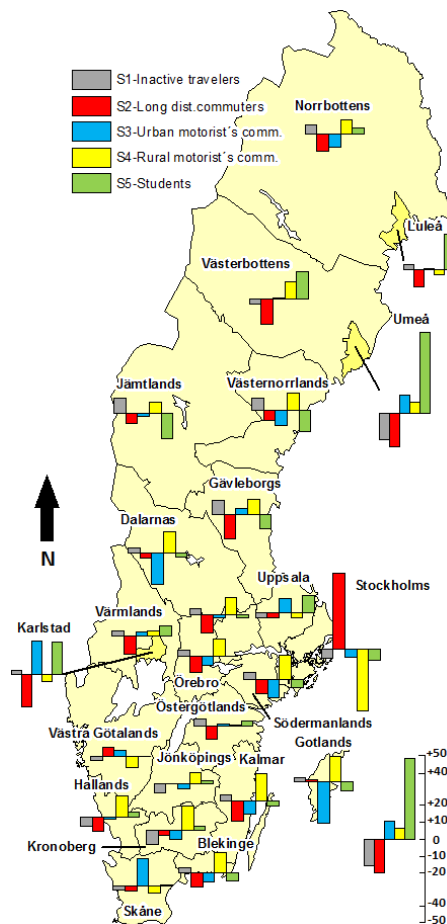 S1-Inactive travelers
S2-Long dist.commuters
S3-Urban motorist´s comm.
S4-Rural motorist´s comm.
S5-Students
Norrbottens
Luleå
Västerbottens
Umeå
Jämtlands
Västernorrlands
Gävleborgs
Dalarnas
N
Uppsala
Stockholms
Värmlands
Karlstad
Örebro
Östergötlands
Södermanlands
Västra Götalands
Gotlands
Jönköpings
Kalmar
Hallands
Kronoberg
Blekinge
Skåne
+50
+40
+20
+10
0
-10
-20
-40
-50